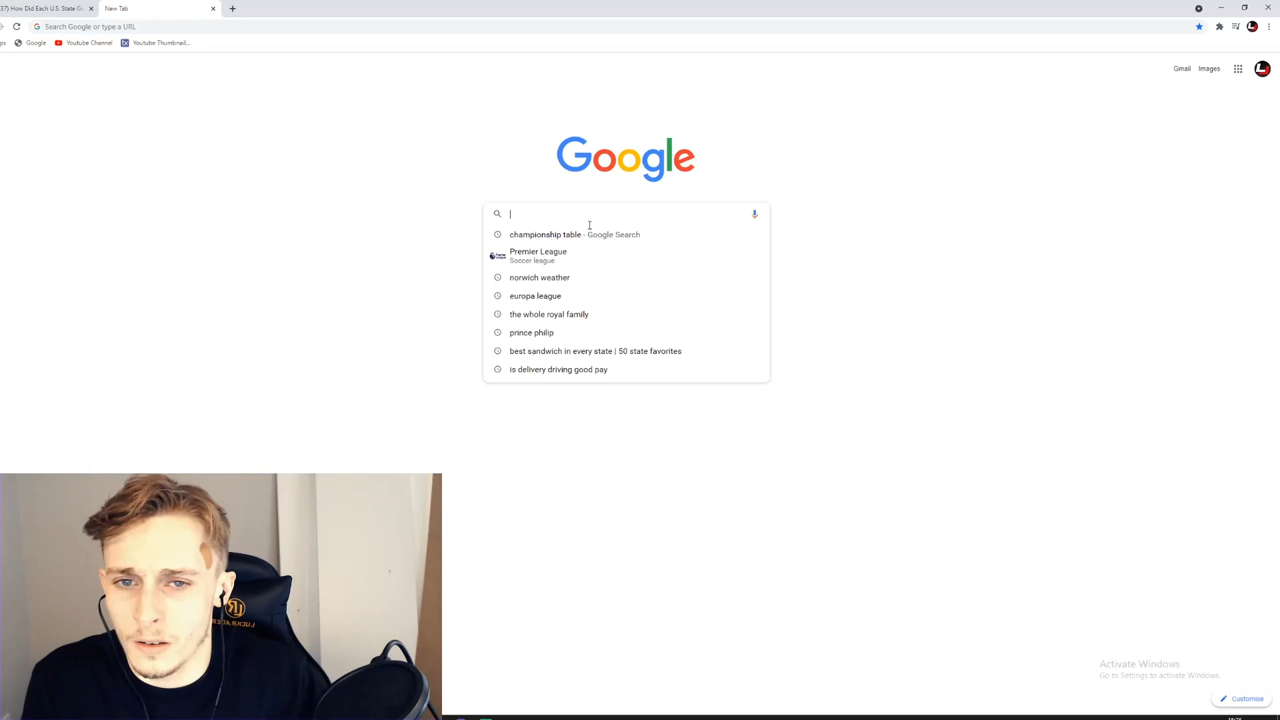 37) How Did Each U.S. State G
New Tab
Search Google or type a URL
ps
Google
Youtube Channel
Youtube Thumbnail...
Gmail
Images
Google
championship table - Google Search
Premier League
Soccer league
norwich weather
europa league
the whole royal family
prince philip
best sandwich in every state | 50 state favorites
is delivery driving good pay
Activate Windows
Go to Settings to activate Windows.
Customise